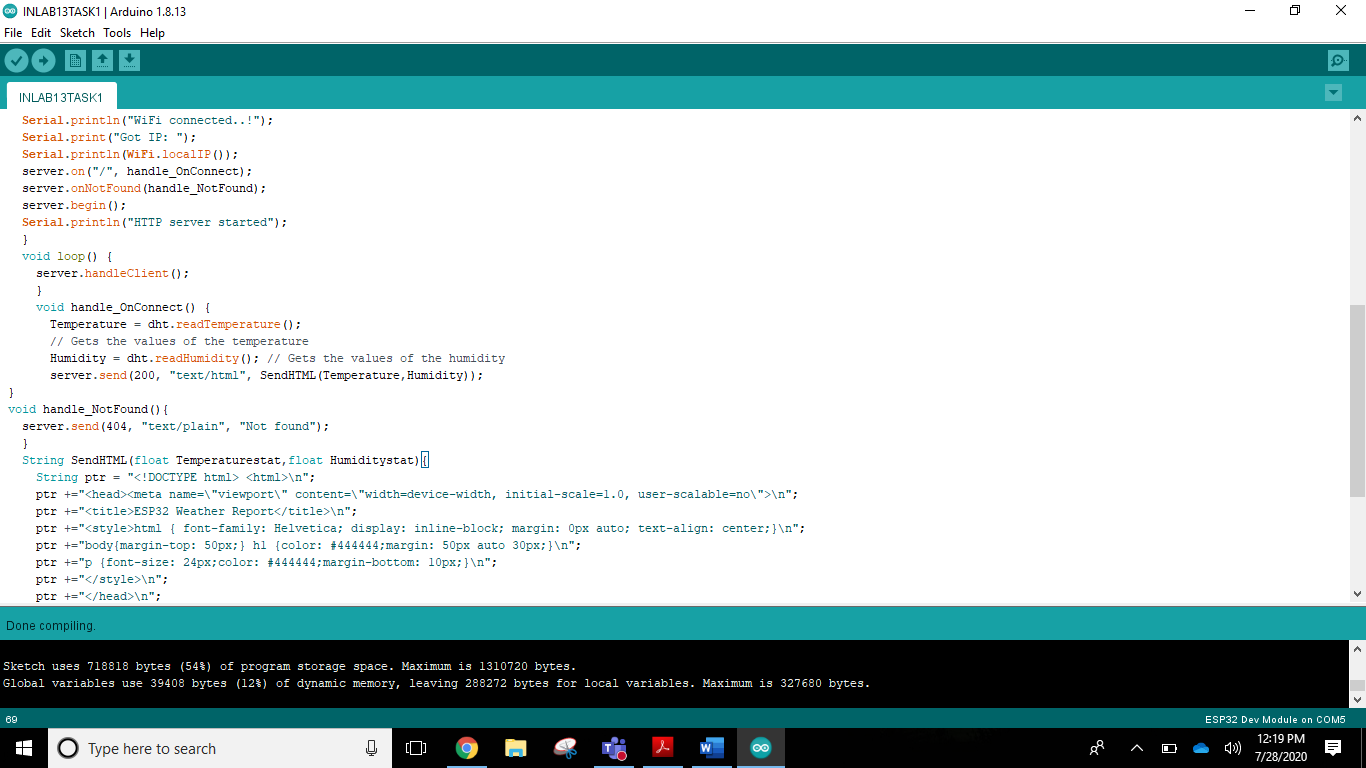 INLAB13TASK1 | Arduino 1.8.13
File Edit Sketch Tools Help
INLAB13TASK1
Serial.println("WiFi connected..!");
Serial.print("Got IP: ");
Serial.println(WiFi.localIP());
server.on("/", handle_OnConnect);
server.onNotFound(handle_NotFound);
server.begin();
Serial.println("HTTP server started");
}
void loop() {
server.handleClient();
}
void handle_OnConnect() {
Temperature = dht.readTemperature();
// Gets the values of the temperature
Humidity = dht.readHumidity(); // Gets the values of the humidity
server.send(200, "text/html", SendHTML(Temperature,Humidity));
}
void handle_NotFound(){
server.send(404, "text/plain", "Not found");
}
String SendHTML(float Temperaturestat,float Humiditystat){
String ptr = "<!DOCTYPE html> <html>\n";
ptr +="<head><meta name=\"viewport\" content=\"width=device-width, initial-scale=1.0, user-scalable=no\">\n";
ptr +="<title>ESP32 Weather Report</title>\n";
ptr +="<style>html { font-family: Helvetica; display: inline-block; margin: 0px auto; text-align: center;}\n";
ptr +="body{margin-top: 50px;} h1 {color: #444444;margin: 50px auto 30px;}\n";
ptr +="p {font-size: 24px;color: #444444;margin-bottom: 10px;}\n";
ptr +="</style>\n";
ptr +="</head>\n";
Done compiling.
Sketch uses 718818 bytes (54%) of program storage space. Maximum is 1310720 bytes.
Global variables use 39408 bytes (12%) of dynamic memory, leaving 288272 bytes for local variables. Maximum is 327680 bytes.
69
ESP32 Dev Module on COM5
Type here to search
12:19 PM
7/28/2020